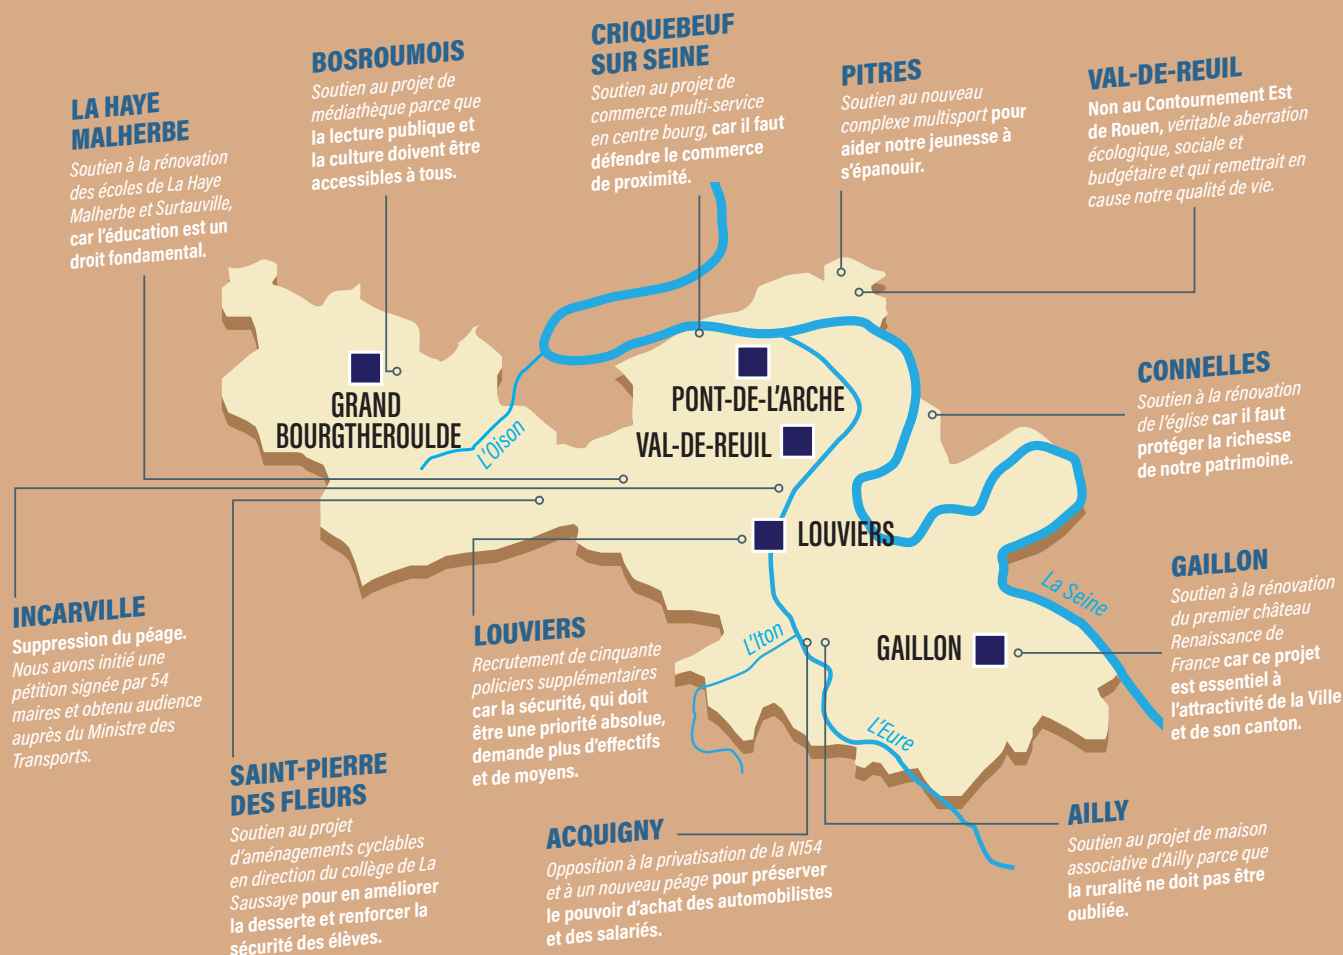 LA HAYE
MALHERBE
Soutien à la rénovation
des écoles de La Haye
Malherbe et Surtauville,
car l'éducation est un
droit fondamental.
BOSROUMOIS
Soutien au projet de
médiathèque parce que
la lecture publique et
la culture doivent être
accessibles à tous.
CRIQUEBEUF
SUR SEINE
Soutien au projet de
commerce multi-service
en centre bourg, car il faut
défendre le commerce
de proximité.
PITRES
Soutien au nouveau
complexe multisport pour
aider notre jeunesse à
s'épanouir.
VAL-DE-REUIL
Non au Contournement Est
de Rouen, véritable aberration
écologique, sociale et
budgétaire et qui remettrait en
cause notre qualité de vie.
GRAND
BOURGTHEROULDE
L'Oison
PONT-DE-L'ARCHE
VAL-DE-REUIL
LOUVIERS
CONNELLES
Soutien à la rénovation
de l'église car il faut
protéger la richesse
de notre patrimoine.
La Seine
L'Iton
GAILLON
L'Eure
GAILLON
Soutien à la rénovation
du premier château
Renaissance de
France car ce projet
est essentiel à
l'attractivité de la Ville
et de son canton.
INCARVILLE
Suppression du péage.
Nous avons initié une
pétition signée par 54
maires et obtenu audience
auprès du Ministre des
Transports.
LOUVIERS
Recrutement de cinquante
policiers supplémentaires
car la sécurité, qui doit
être une priorité absolue,
demande plus d'effectifs
et de moyens.
SAINT-PIERRE
DES FLEURS
Soutien au projet
d'aménagements cyclables
en direction du collège de La
Saussaye pour en améliorer
la desserte et renforcer la
sécurité des élèves.
ACQUIGNY
Opposition à la privatisation de la N154
et à un nouveau péage pour préserver
le pouvoir d'achat des automobilistes
et des salariés.
AILLY
Soutien au projet de maison
associative d'Ailly parce que
la ruralité ne doit pas être
oubliée.